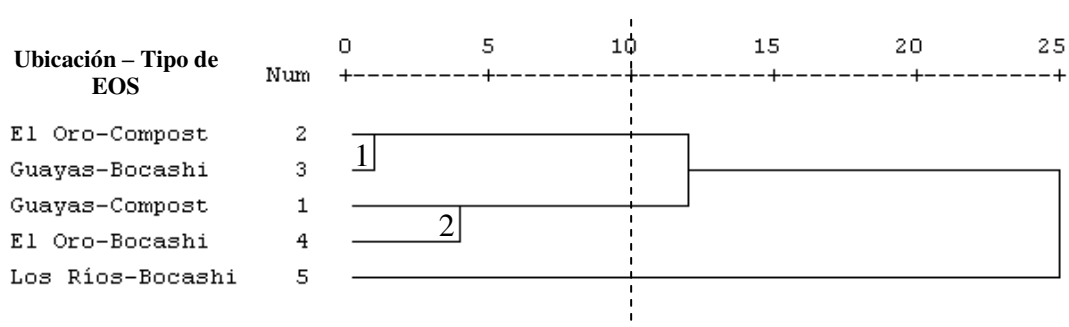 0 5 10 15 20 25
Ubicación – Tipo de
EOS
Num
El Oro-Compost 2
1
Guayas-Bocashi 3
Guayas-Compost 1
2
El Oro-Bocashi 4
Los Ríos-Bocashi 5